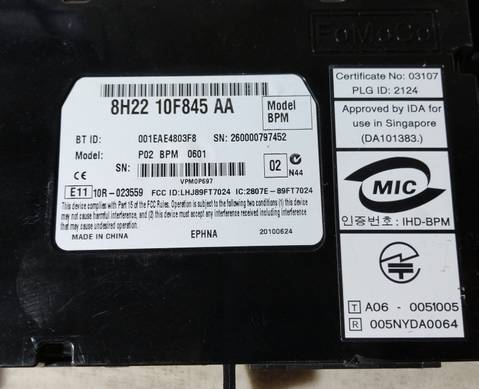 FoMoCo
8H22 10F845 AA
Model
BPM
BT ID: 001EAE4803F8 SN: 260000797452
Model: P02 BPM 0601
SN:
VPM0P697
02
N44
CE
E11 10R-023559 FCC ID:LHJ89FT7024 IC:2807E-89FT7024
This device complies with Part 15 of the FCC Rules. Operation is subject to the following two conditions (1) this device
may not cause harmful interference, and (2) this device must accept any interference received including interference
that may cause undesired operation.
MADE IN CHINA EPHNA 20100624
Certificate No: 03107
PLG ID: 2124
Approved by IDA for
use in Singapore
(DA101383.)
MIC
인증번호: IHD-BPM
T A06 - 0051005
R 005NYDA0064